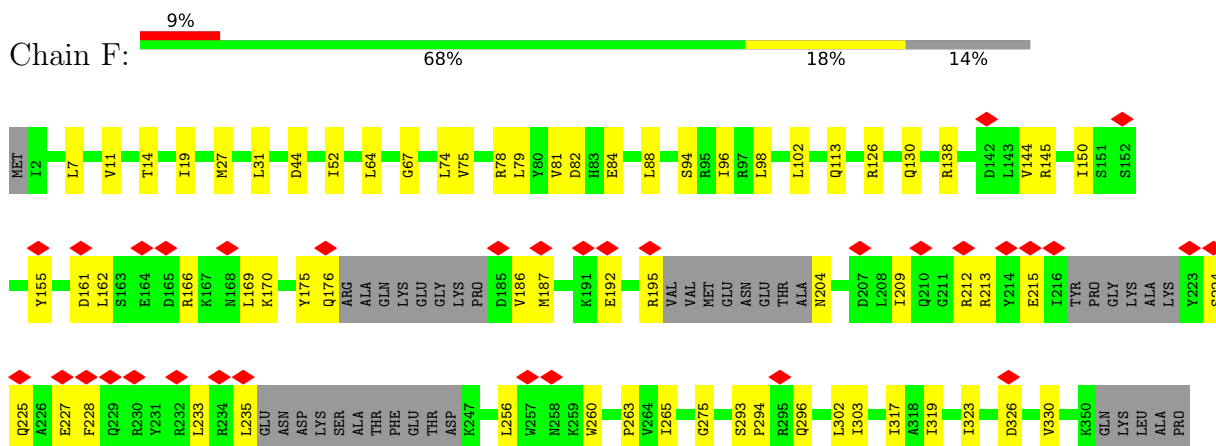 9%
Chain F:
68% 18% 14%
MET I2 L7 V11 T14 I19 M27 L31 D44 I52 L64 G67 L74 V75 R78 L79 Y80 V81 D82 H83 E84 L88 S94 R95 I96 R97 L98 L102 Q113 R126 Q130 R138 D142 L143 V144 R145 I150 S151 S152
Y155 D161 L162 S163 E164 D165 R166 K167 N168 L169 K170 Y175 Q176 ARG ALA GLN LYS GLU GLY LYS PRO D185 V186 M187 K191 E192 R195 VAL VAL MET GLU ASN GLU THR ALA N204 D207 L208 I209 Q210 G211 R212 R213 Y214 E215 I216 TYR PRO GLY LYS ALA LYS Y223 S224
Q225 A226 E227 F228 Q229 R230 Y231 R232 L233 R234 L235 GLU ASN ASP LYS SER ALA THR PHE GLU THR ASP K247 L256 W257 N258 K259 W260 P263 V264 I265 G275 S293 P294 R295 Q296 L302 I303 I317 A318 I319 I323 D326 V330 K350 GLN LYS LEU ALA PRO